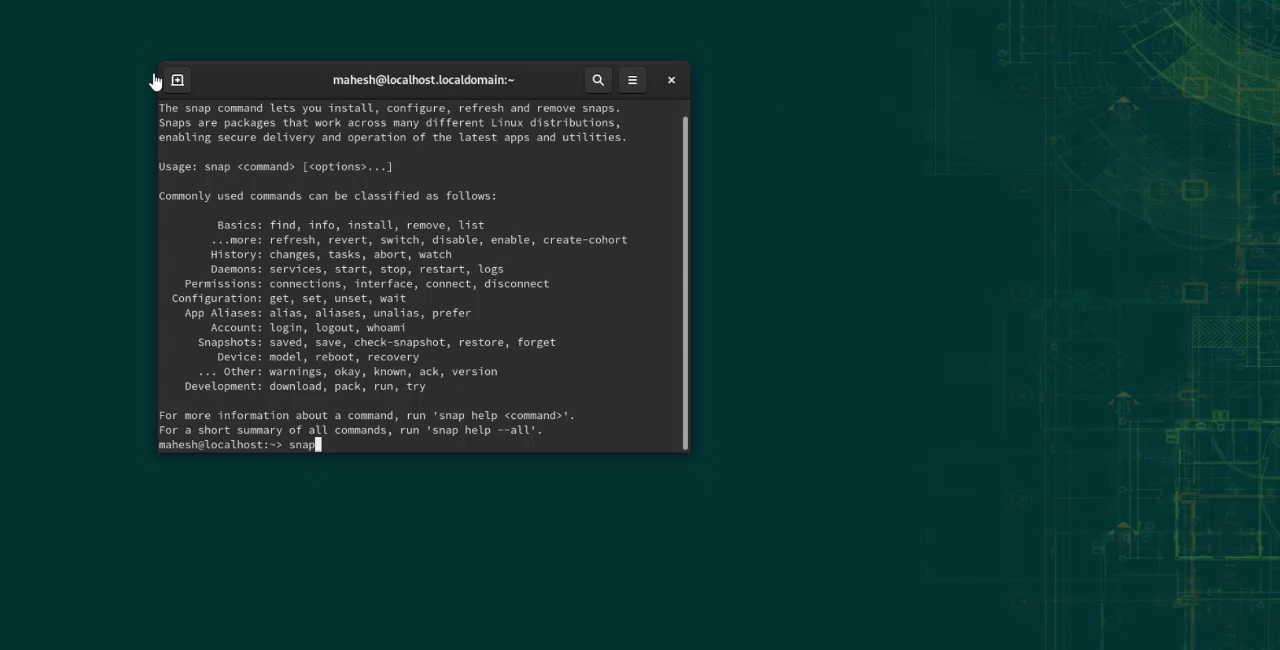 mahesh@localhost.localdomain:~
The snap command lets you install, configure, refresh and remove snaps.
Snaps are packages that work across many different Linux distributions,
enabling secure delivery and operation of the latest apps and utilities.
Usage: snap <command> [<options>...]
Commonly used commands can be classified as follows:
Basics: find, info, install, remove, list
...more: refresh, revert, switch, disable, enable, create-cohort
History: changes, tasks, abort, watch
Daemons: services, start, stop, restart, logs
Permissions: connections, interface, connect, disconnect
Configuration: get, set, unset, wait
App Aliases: alias, aliases, unalias, prefer
Account: login, logout, whoami
Snapshots: saved, save, check-snapshot, restore, forget
Device: model, reboot, recovery
... Other: warnings, okay, known, ack, version
Development: download, pack, run, try
For more information about a command, run 'snap help <command>'.
For a short summary of all commands, run 'snap help --all'.
mahesh@localhost:~> snap